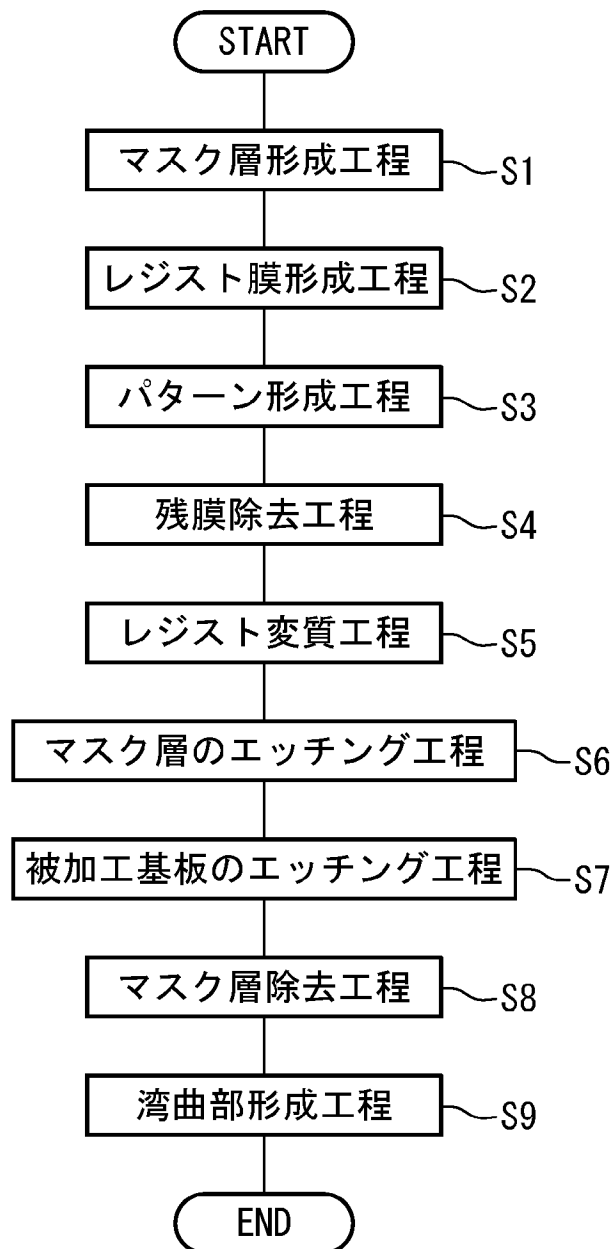 START
マスク層形成工程
S1
レジスト膜形成工程
S2
パターン形成工程
S3
残膜除去工程
S4
レジスト変質工程
S5
マスク層のエッチング工程
S6
被加工基板のエッチング工程
S7
マスク層除去工程
S8
湾曲部形成工程
S9
END